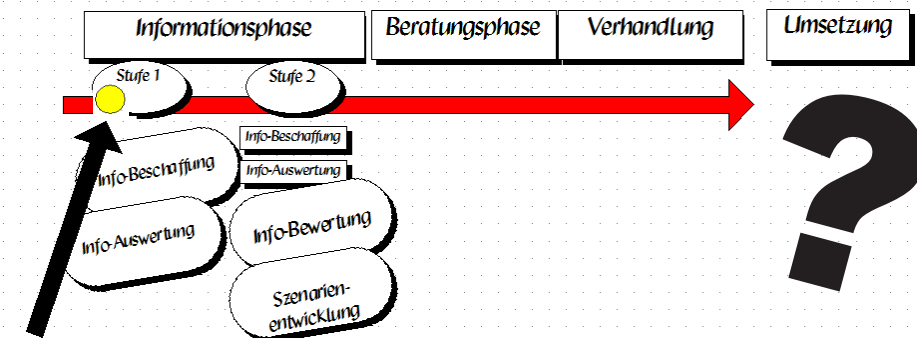 Informationsphase
Beratungsphase
Verhandlung
Umsetzung
Stufe 1
Stufe 2
Info-Beschaffung
Info-Auswertung
Info-Beschaffung
Info-Auswertung
Info-Bewertung
Szenarien-
entwicklung
?